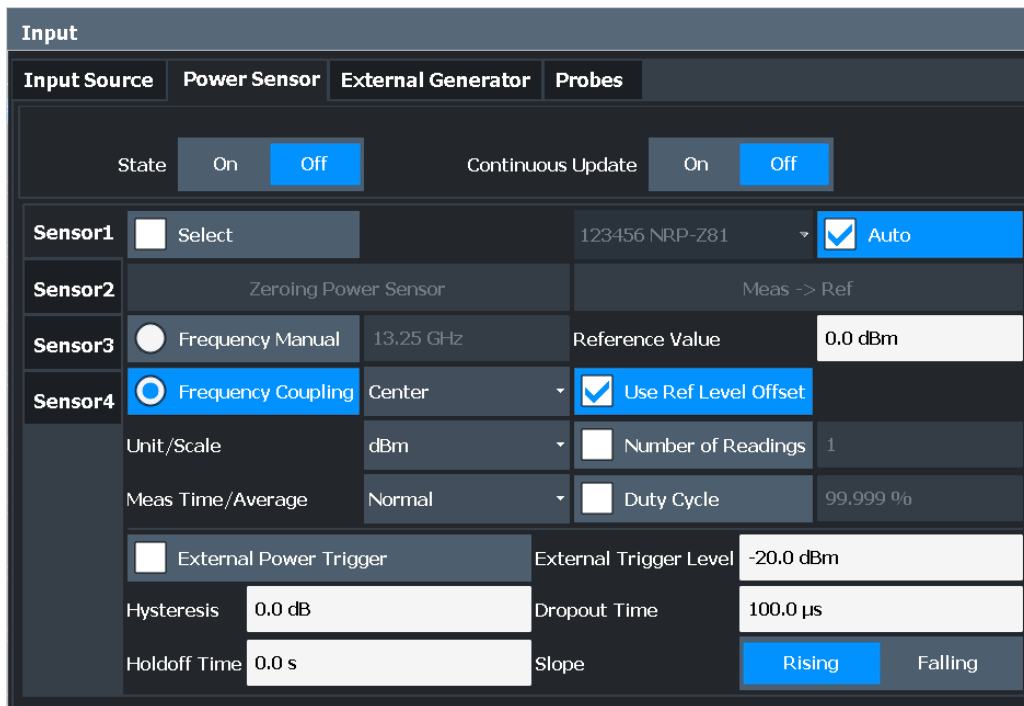 Input
Input Source Power Sensor External Generator Probes
State On Off Continuous Update On Off
Sensor1 Select 123456 NRP-Z81 Auto
Sensor2 Zeroing Power Sensor Meas -> Ref
Sensor3 Frequency Manual 13.25 GHz Reference Value 0.0 dBm
Sensor4 Frequency Coupling Center Use Ref Level Offset
Unit/Scale dBm Number of Readings 1
Meas Time/Average Normal Duty Cycle 99.999 %
External Power Trigger External Trigger Level -20.0 dBm
Hysteresis 0.0 dB Dropout Time 100.0 µs
Holdoff Time 0.0 s Slope Rising Falling